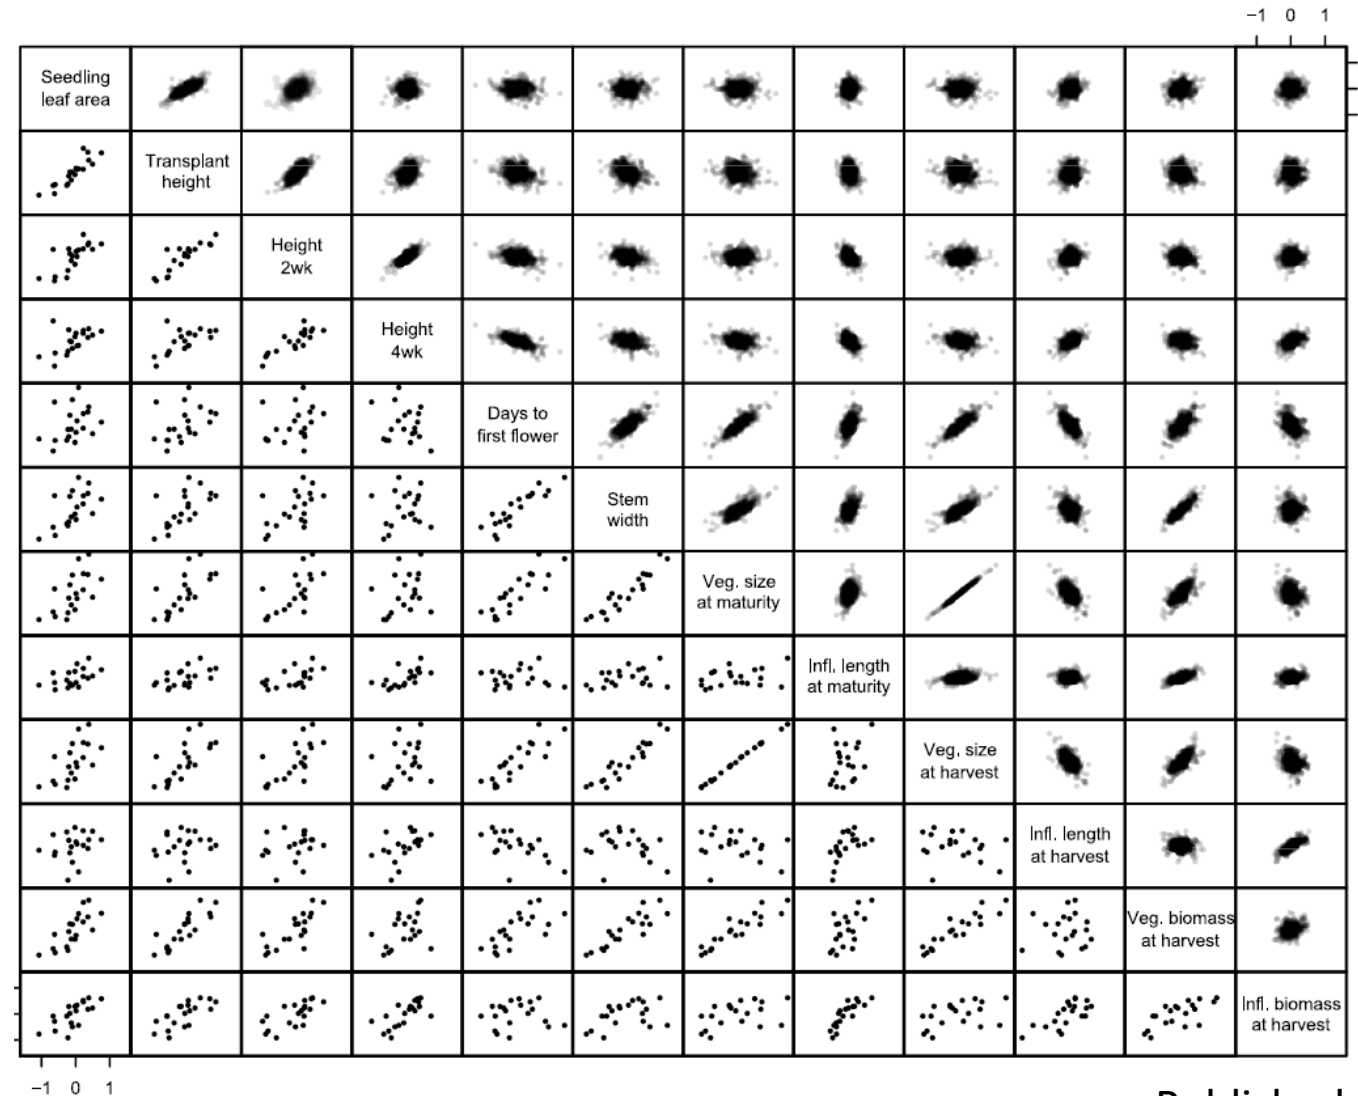 −1 0 1
Seedling
leaf area
Transplant
height
Height
2wk
Height
4wk
Days to
first flower
Stem
width
Veg. size
at maturity
Infl. length
at maturity
Veg. size
at harvest
Infl. length
at harvest
Veg. biomass
at harvest
Infl. biomass
at harvest
−1 0 1